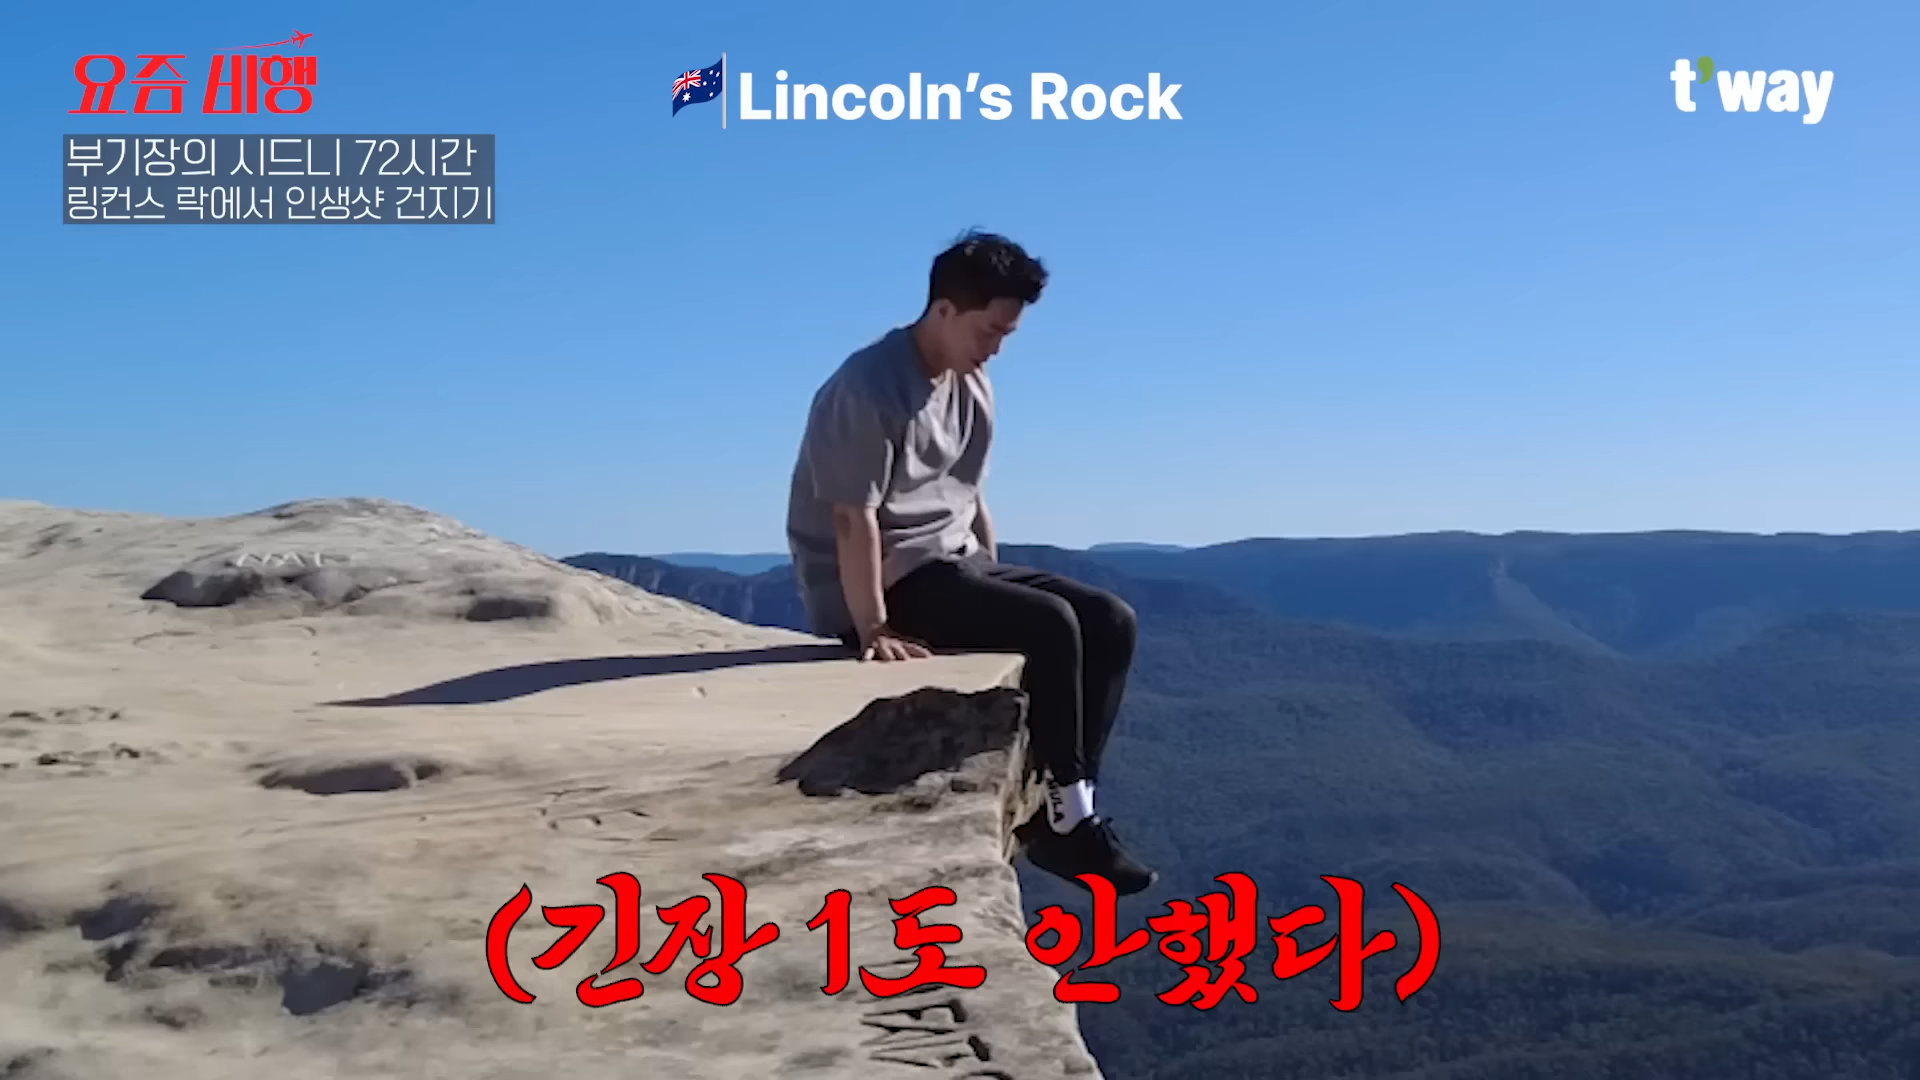 요즘 비행
부기장의 시드니 72시간
링컨스 락에서 인생샷 건지기
Lincoln's Rock
t'way
(긴장 1도 안했다)